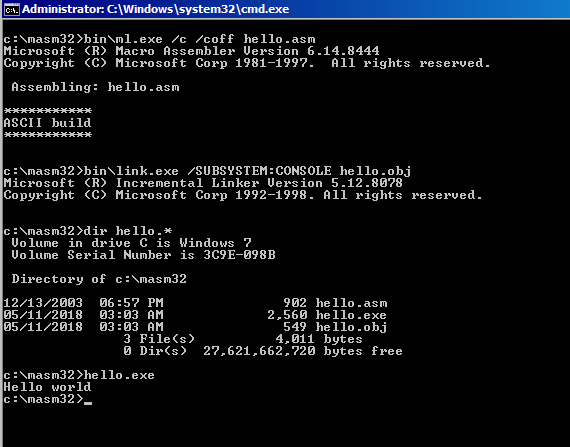 Administrator: C:\Windows\system32\cmd.exe
c:\masm32>bin\ml.exe /c /coff hello.asm
Microsoft (R) Macro Assembler Version 6.14.8444
Copyright (C) Microsoft Corp 1981-1997.  All rights reserved.
 Assembling: hello.asm
***********
ASCII build
***********
c:\masm32>bin\link.exe /SUBSYSTEM:CONSOLE hello.obj
Microsoft (R) Incremental Linker Version 5.12.8078
Copyright (C) Microsoft Corp 1992-1998. All rights reserved.
c:\masm32>dir hello.*
 Volume in drive C is Windows 7
 Volume Serial Number is 3C9E-098B
 Directory of c:\masm32
12/13/2003  06:57 PM               902 hello.asm
05/11/2018  03:03 AM             2,560 hello.exe
05/11/2018  03:03 AM               549 hello.obj
               3 File(s)          4,011 bytes
               0 Dir(s)  27,621,662,720 bytes free
c:\masm32>hello.exe
Hello world
c:\masm32>_